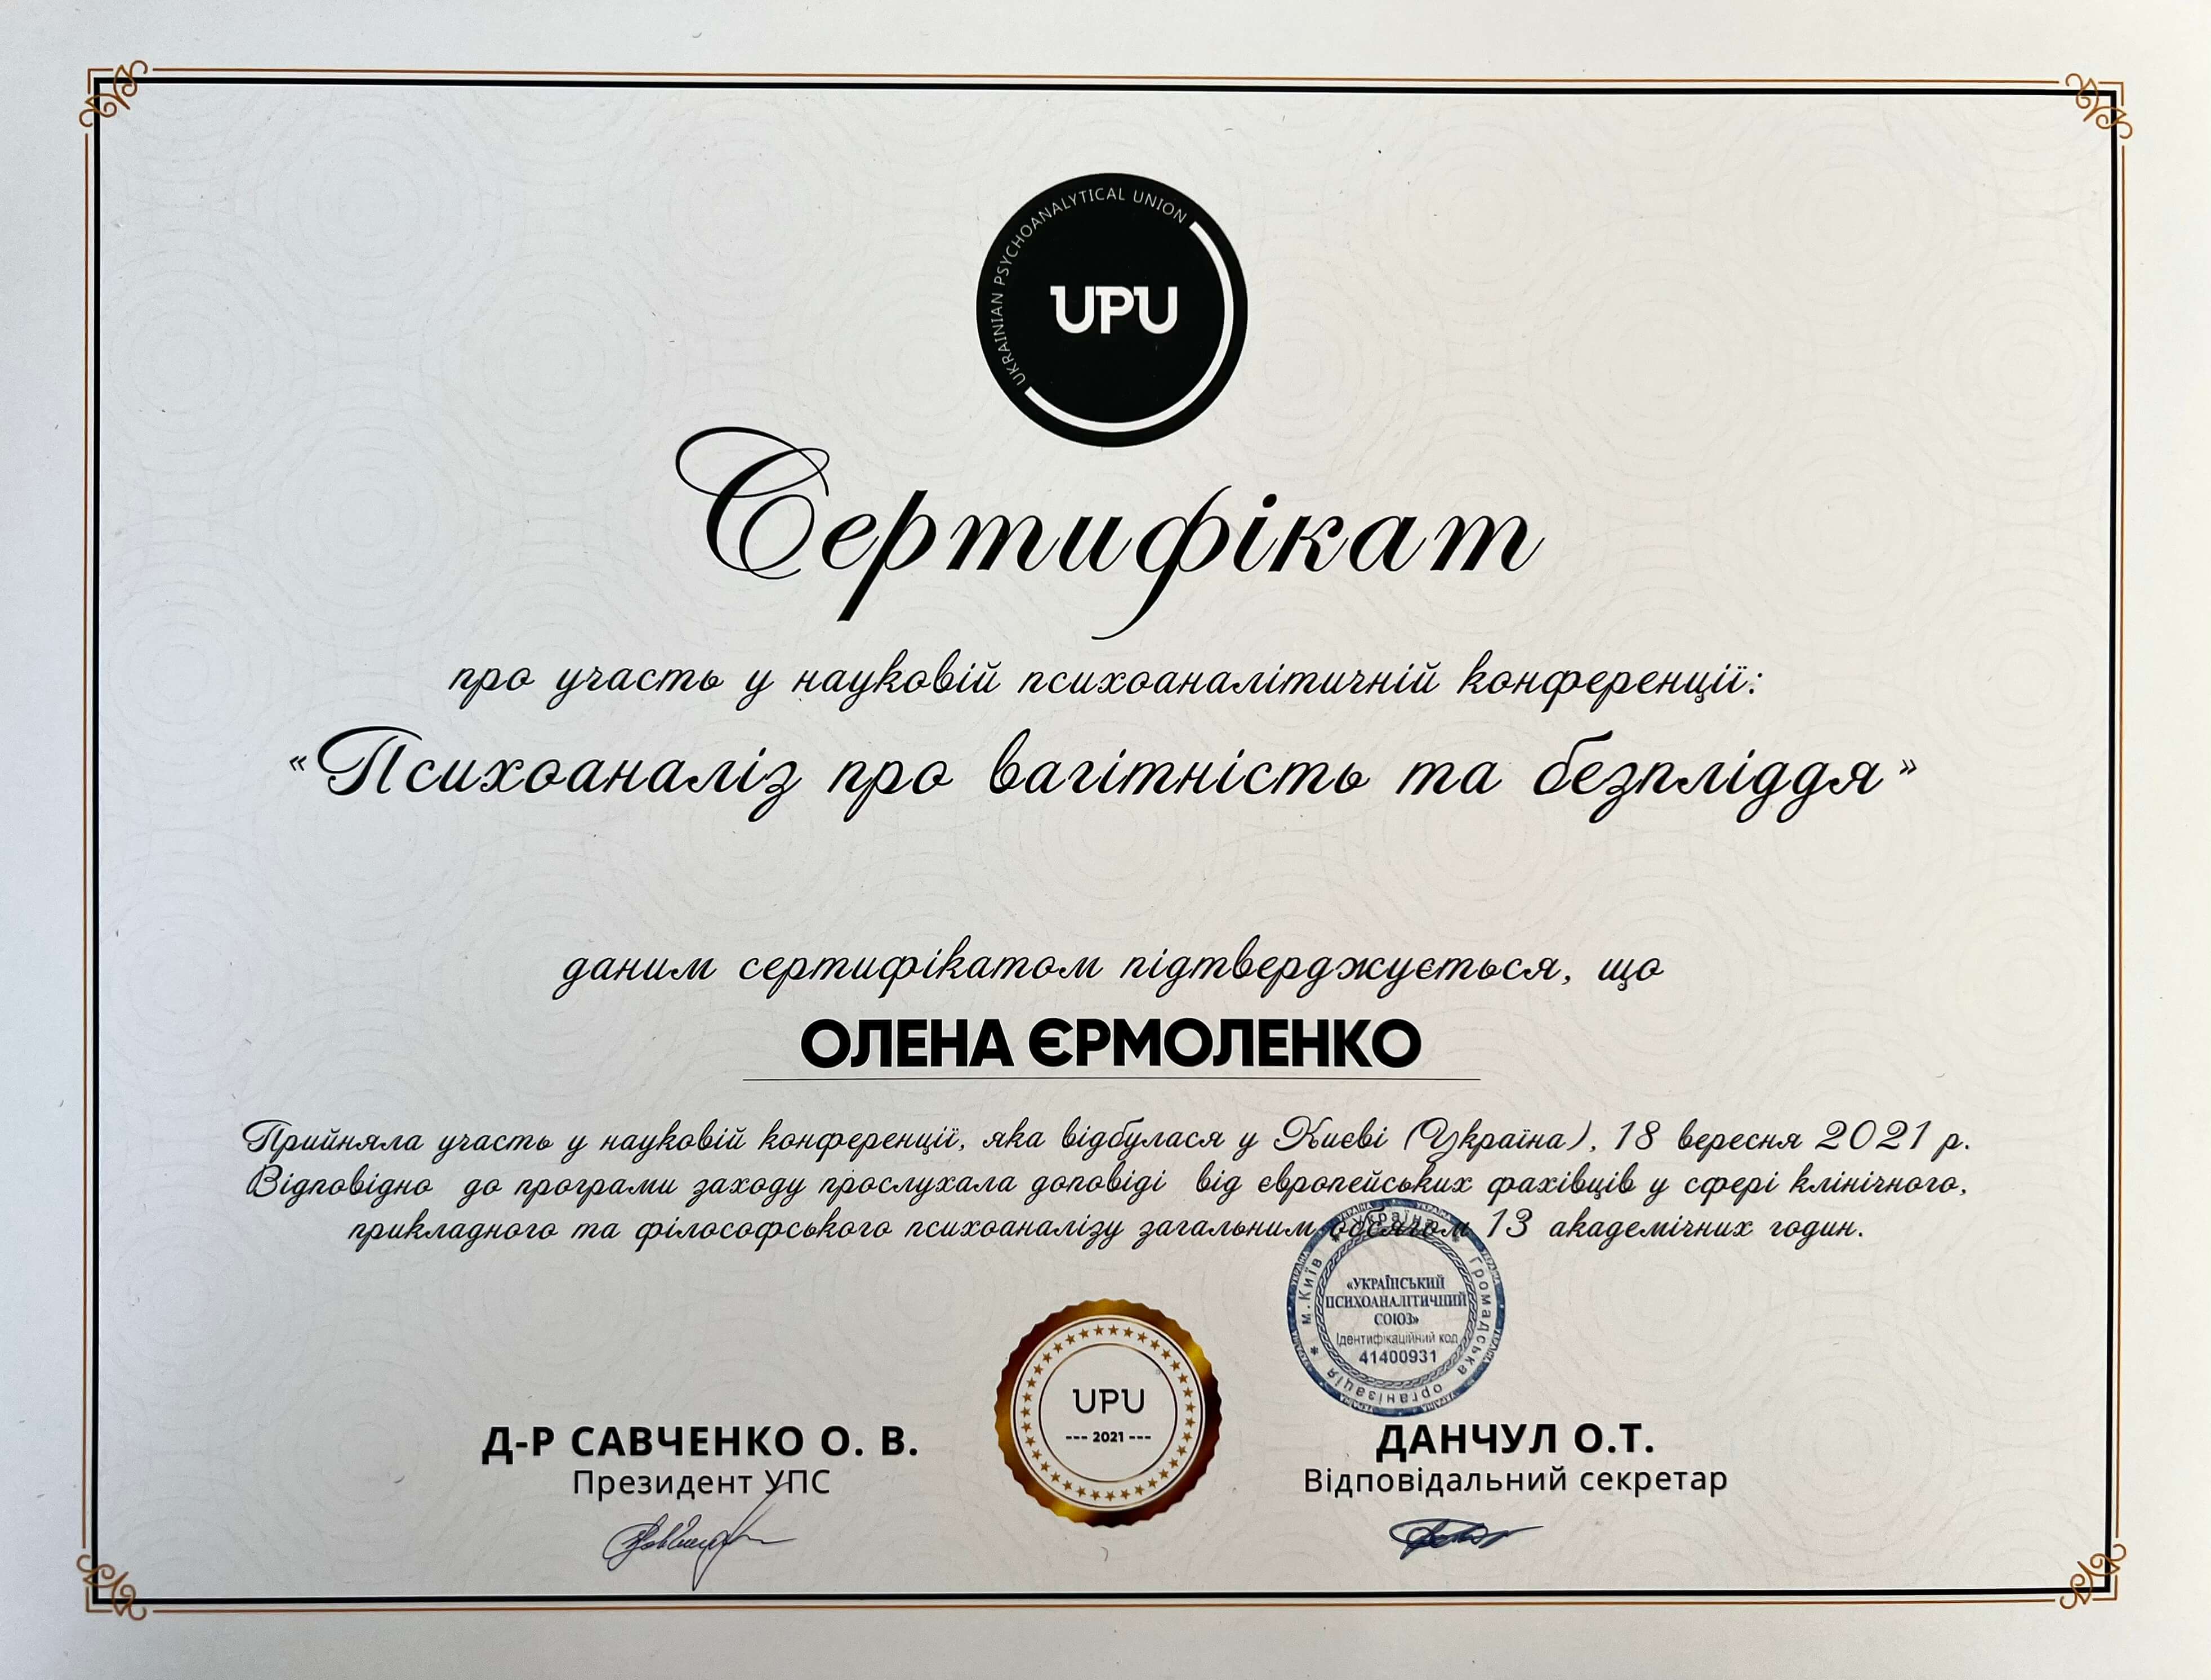 UKRAINIAN PSYCHOANALYTICAL UNION
UPU
Сертифікат
про участь у науковій психоаналітичній конференції:
«Психоаналіз про вагітність та безпліддя»
даним сертифікатом підтверджується, що
ОЛЕНА ЄРМОЛЕНКО
Прийняла участь у науковій конференції, яка відбулася у Києві (Україна), 18 вересня 2021 р.
Відповідно до програми заходу прослухала доповіді від європейських фахівців у сфері клінічного,
прикладного та філософського психоаналізу загальним обсягом 13 академічних годин.
Україна * Громадська організація * м. Київ
«УКРАЇНСЬКИЙ
ПСИХОАНАЛІТИЧНИЙ
СОЮЗ»
Ідентифікаційний код
41400931
UPU
--- 2021 ---
Д-Р САВЧЕНКО О. В.
Президент УПС
ДАНЧУЛ О.Т.
Відповідальний секретар